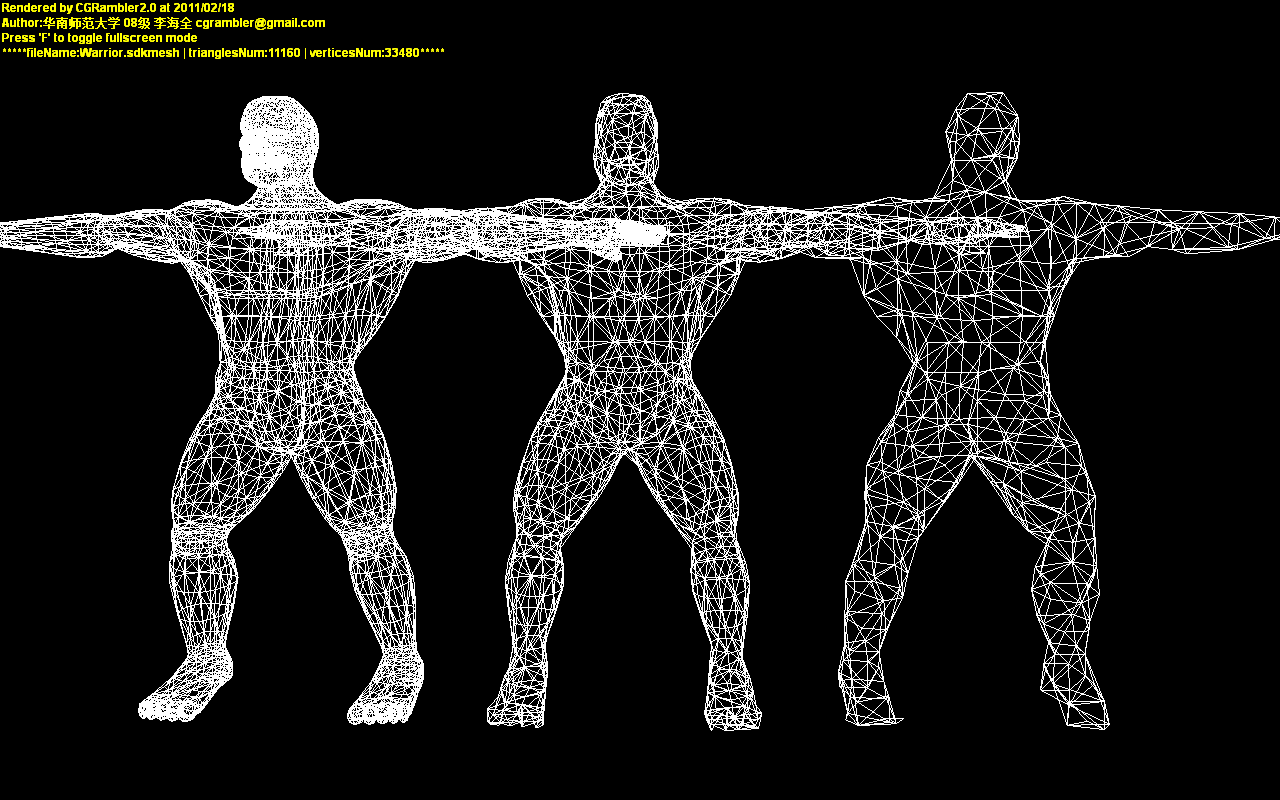 Rendered by CGRambler2.0 at 2011/02/18
Author:华南师范大学 08级 李海全 cgrambler@gmail.com
Press 'F' to toggle fullscreen mode
*****fileName:Warrior.sdkmesh | trianglesNum:11160 | verticesNum:33480*****